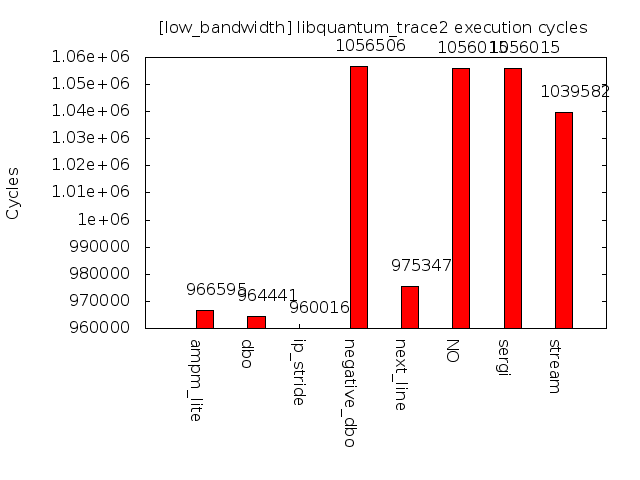 [low_bandwidth] libquantum_trace2 execution cycles
1056506
1056015
1056015
1039582
975347
966595
964441
960016
1.06e+06
1.05e+06
1.04e+06
1.03e+06
1.02e+06
1.01e+06
1e+06
990000
980000
970000
960000
Cycles
ampm_lite
dbo
ip_stride
negative_dbo
next_line
NO
sergi
stream